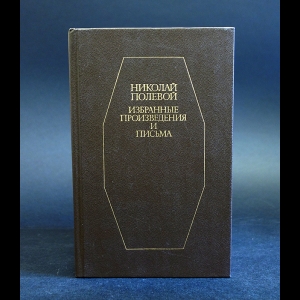 НИКОЛАЙ
ПОЛЕВОЙ
ИЗБРАННЫЕ
ПРОИЗВЕДЕНИЯ
И
ПИСЬМА